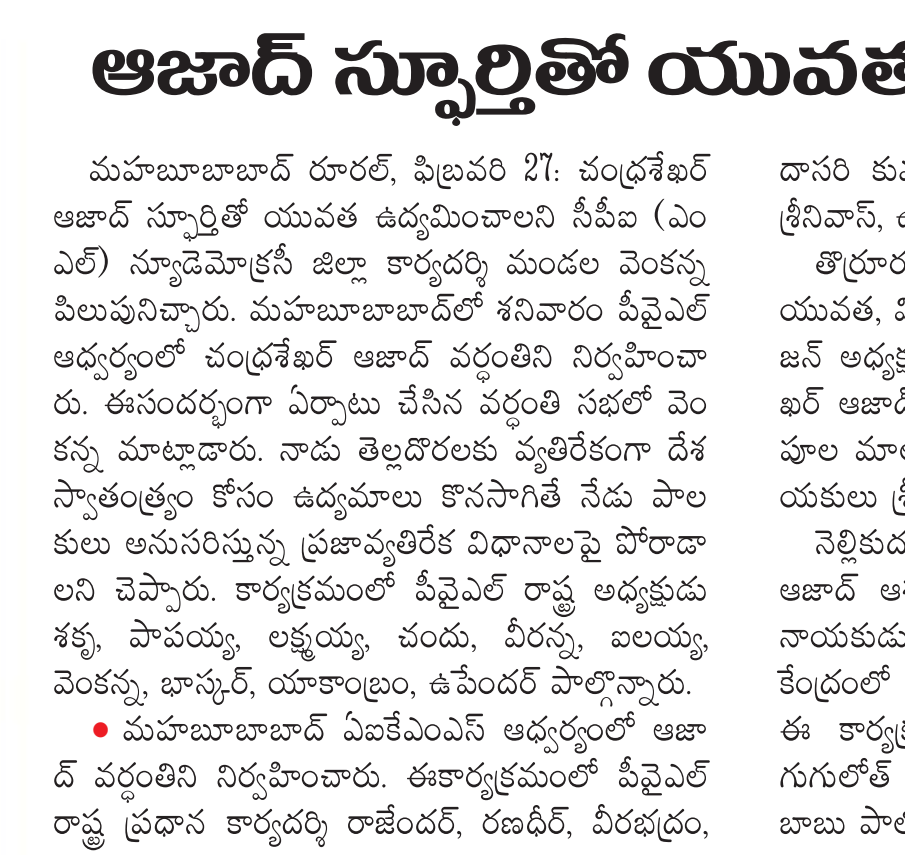 ఆజాద్ స్ఫూర్తితో యువత
మహబూబాబాద్ రూరల్, ఫిబ్రవరి 27: చంద్రశేఖర్
ఆజాద్ స్ఫూర్తితో యువత ఉద్యమించాలని సీపీఐ (ఎం
ఎల్) న్యూడెమోక్రసీ జిల్లా కార్యదర్శి మండల వెంకన్న
పిలుపునిచ్చారు. మహబూబాబాద్‌లో శనివారం పీవైఎల్
ఆధ్వర్యంలో చంద్రశేఖర్ ఆజాద్ వర్ధంతిని నిర్వహించా
రు. ఈసందర్భంగా ఏర్పాటు చేసిన వర్ధంతి సభలో వెం
కన్న మాట్లాడారు. నాడు తెల్లదొరలకు వ్యతిరేకంగా దేశ
స్వాతంత్ర్యం కోసం ఉద్యమాలు కొనసాగితే నేడు పాల
కులు అనుసరిస్తున్న ప్రజావ్యతిరేక విధానాలపై పోరాడా
లని చెప్పారు. కార్యక్రమంలో పీవైఎల్ రాష్ట్ర అధ్యక్షుడు
శకృ, పాపయ్య, లక్ష్మయ్య, చందు, వీరన్న, ఐలయ్య,
వెంకన్న, భాస్కర్, యాకాంబ్రం, ఉపేందర్ పాల్గొన్నారు.
• మహబూబాబాద్ ఏఐకేఎంఎస్ ఆధ్వర్యంలో ఆజా
ద్ వర్ధంతిని నిర్వహించారు. ఈకార్యక్రమంలో పీవైఎల్
రాష్ట్ర ప్రధాన కార్యదర్శి రాజేందర్, రణధీర్, వీరభద్రం,
దాసరి
శ్రీనివాస్,
తొర్రూర
యువత,
జన్
ఖర్ ఆజాద్
పూల
యకులు
నెల్లికుద
ఆజాద్
నాయకుడు
కేంద్రంలో
ఈ
గుగులోత్
బాబు